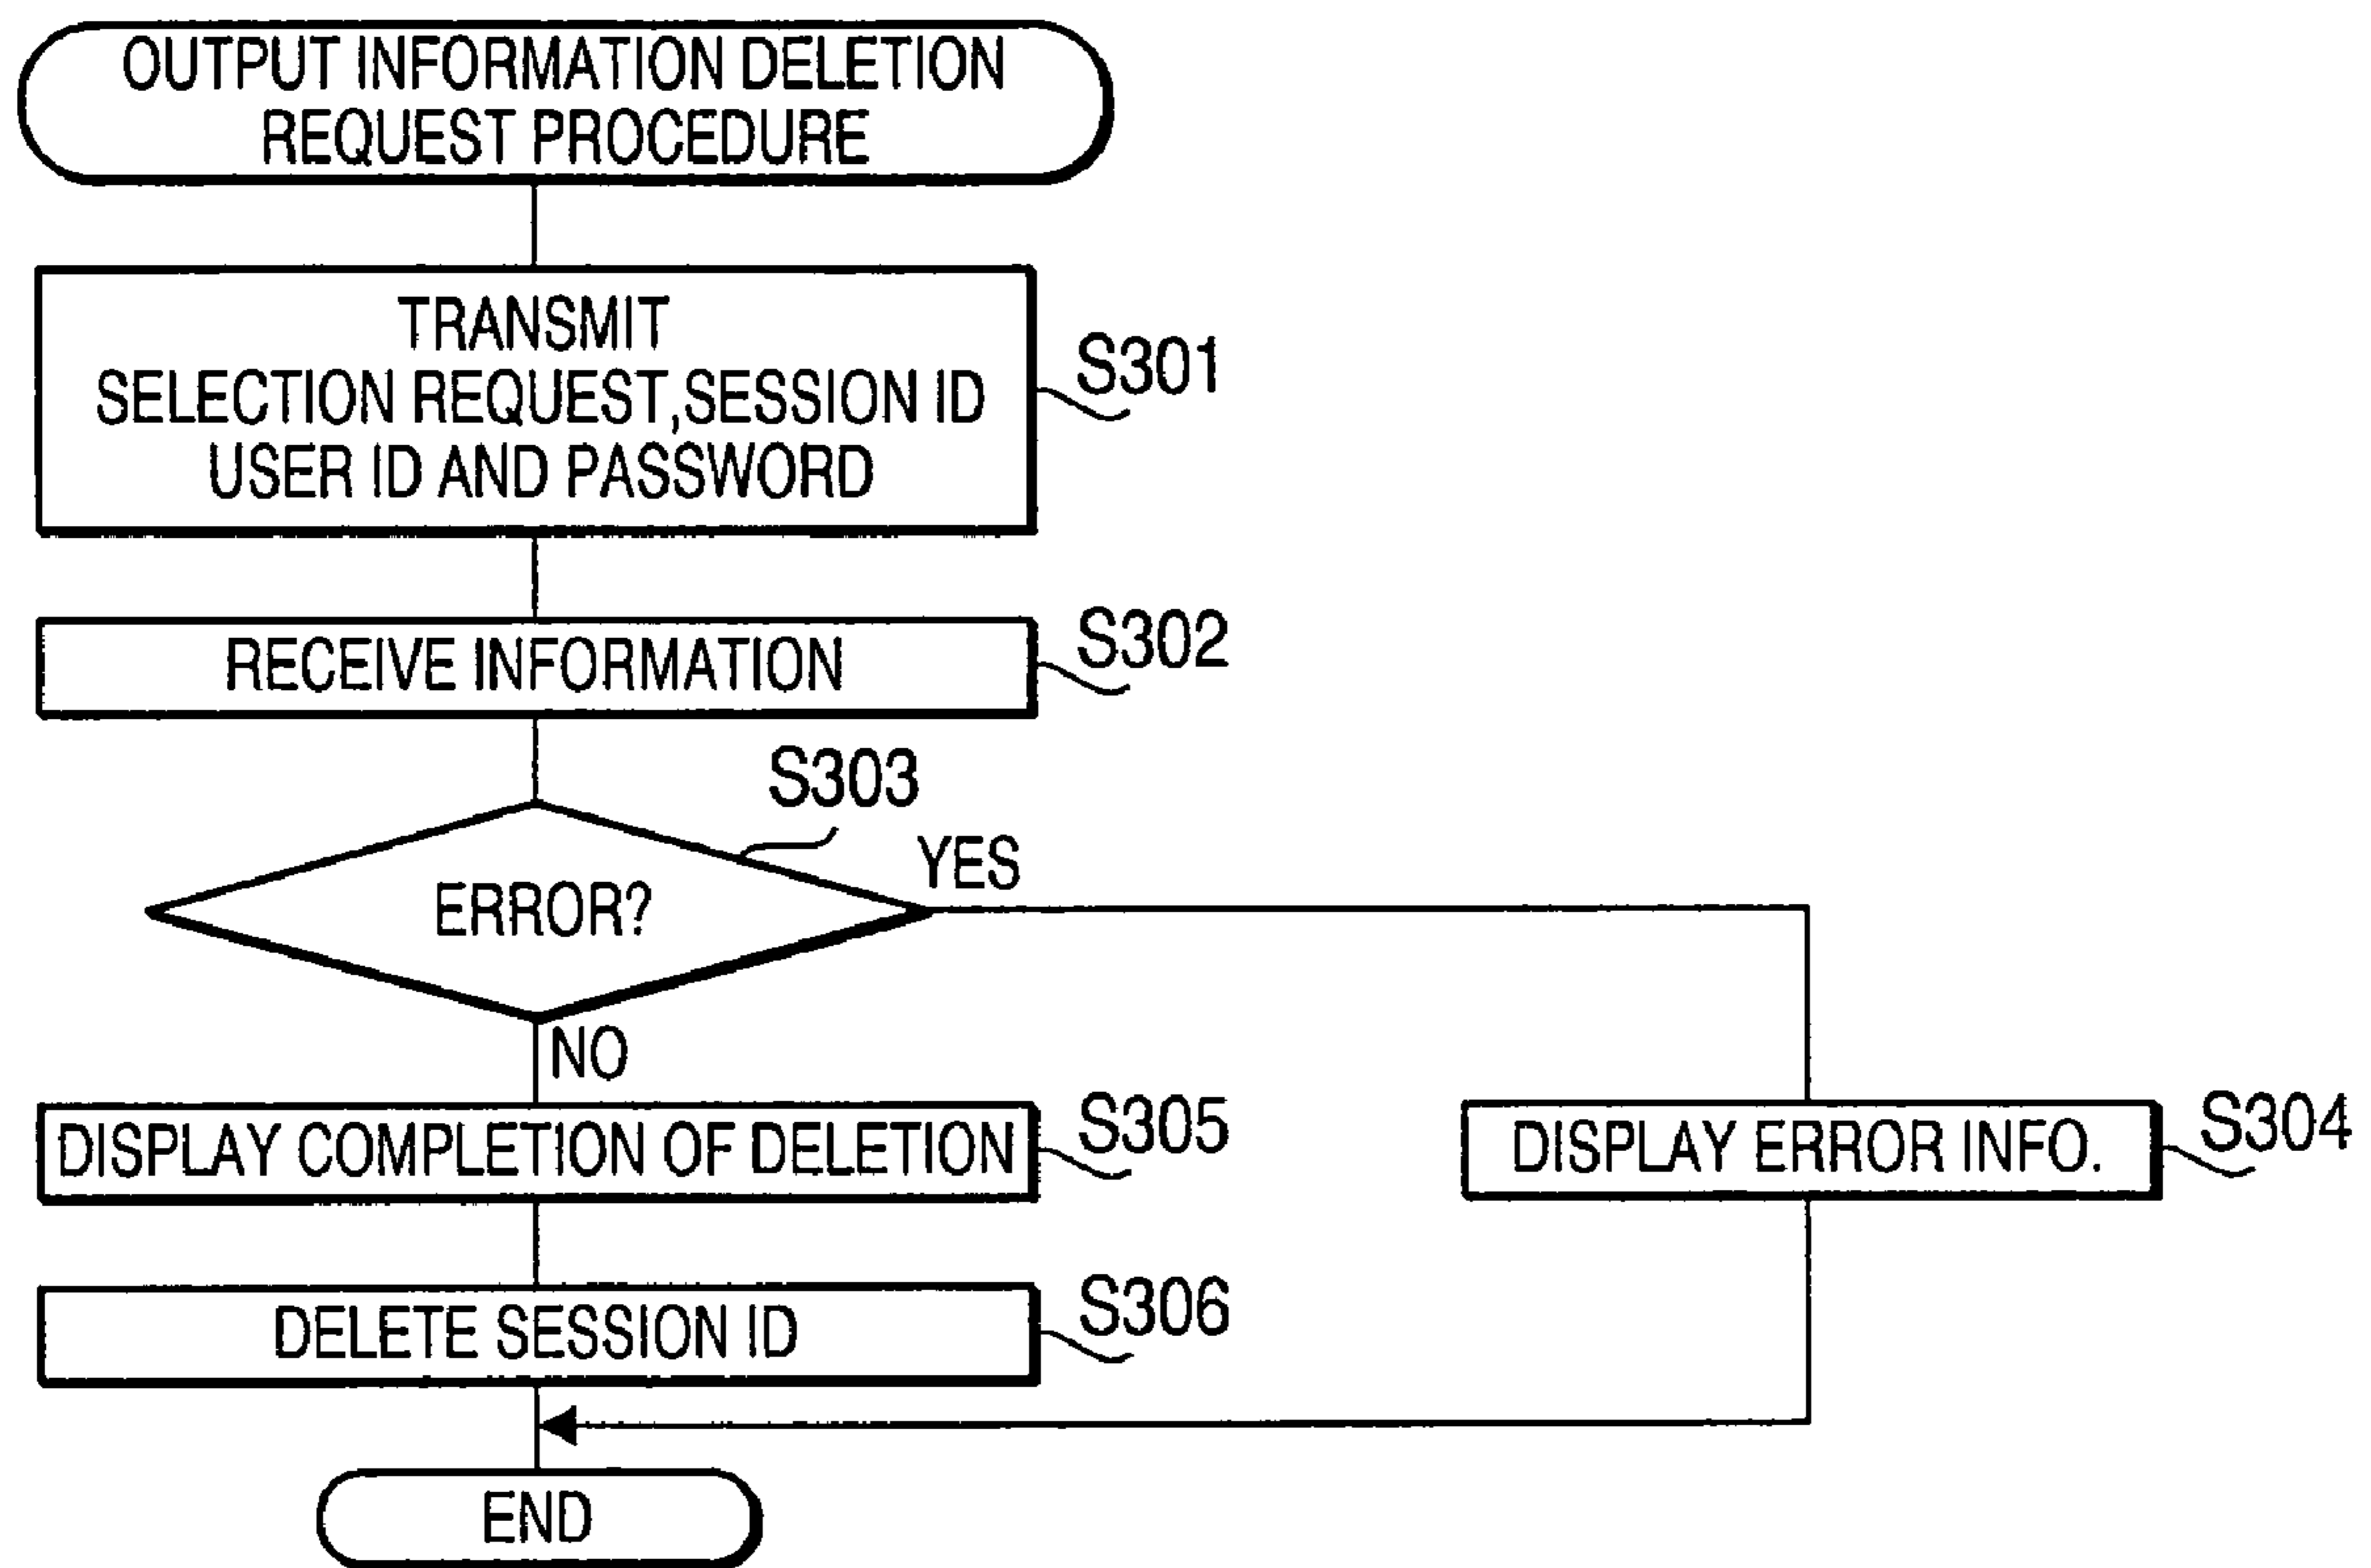 OUTPUT INFORMATION DELETION
REQUEST PROCEDURE
TRANSMIT
SELECTION REQUEST,SESSION ID
USER ID AND PASSWORD
S301
RECEIVE INFORMATION
S302
S303
ERROR?
YES
NO
DISPLAY COMPLETION OF DELETION
S305
DISPLAY ERROR INFO.
S304
DELETE SESSION ID
S306
END